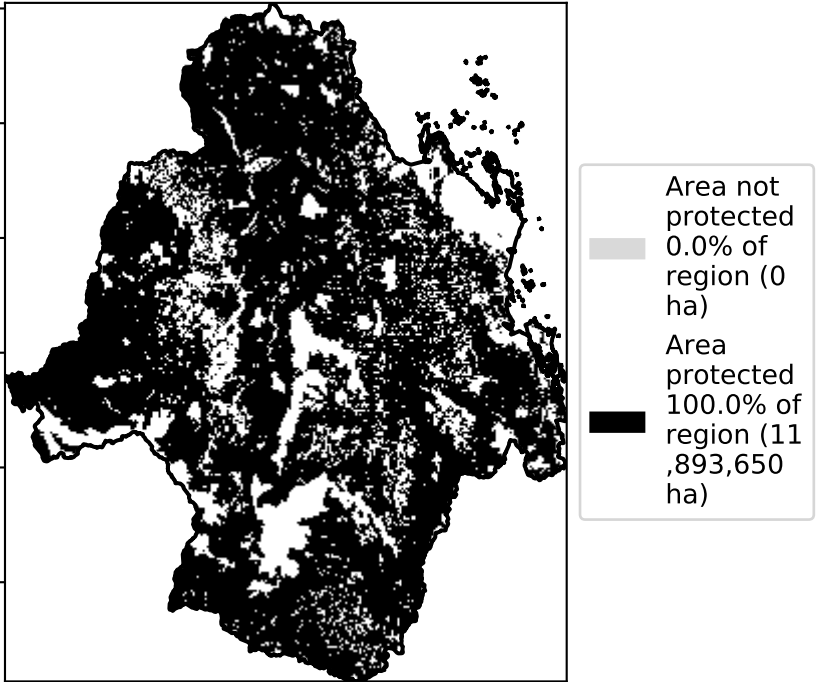 Area not
protected
0.0% of
region (0
ha)
Area
protected
100.0% of
region (11
,893,650
ha)